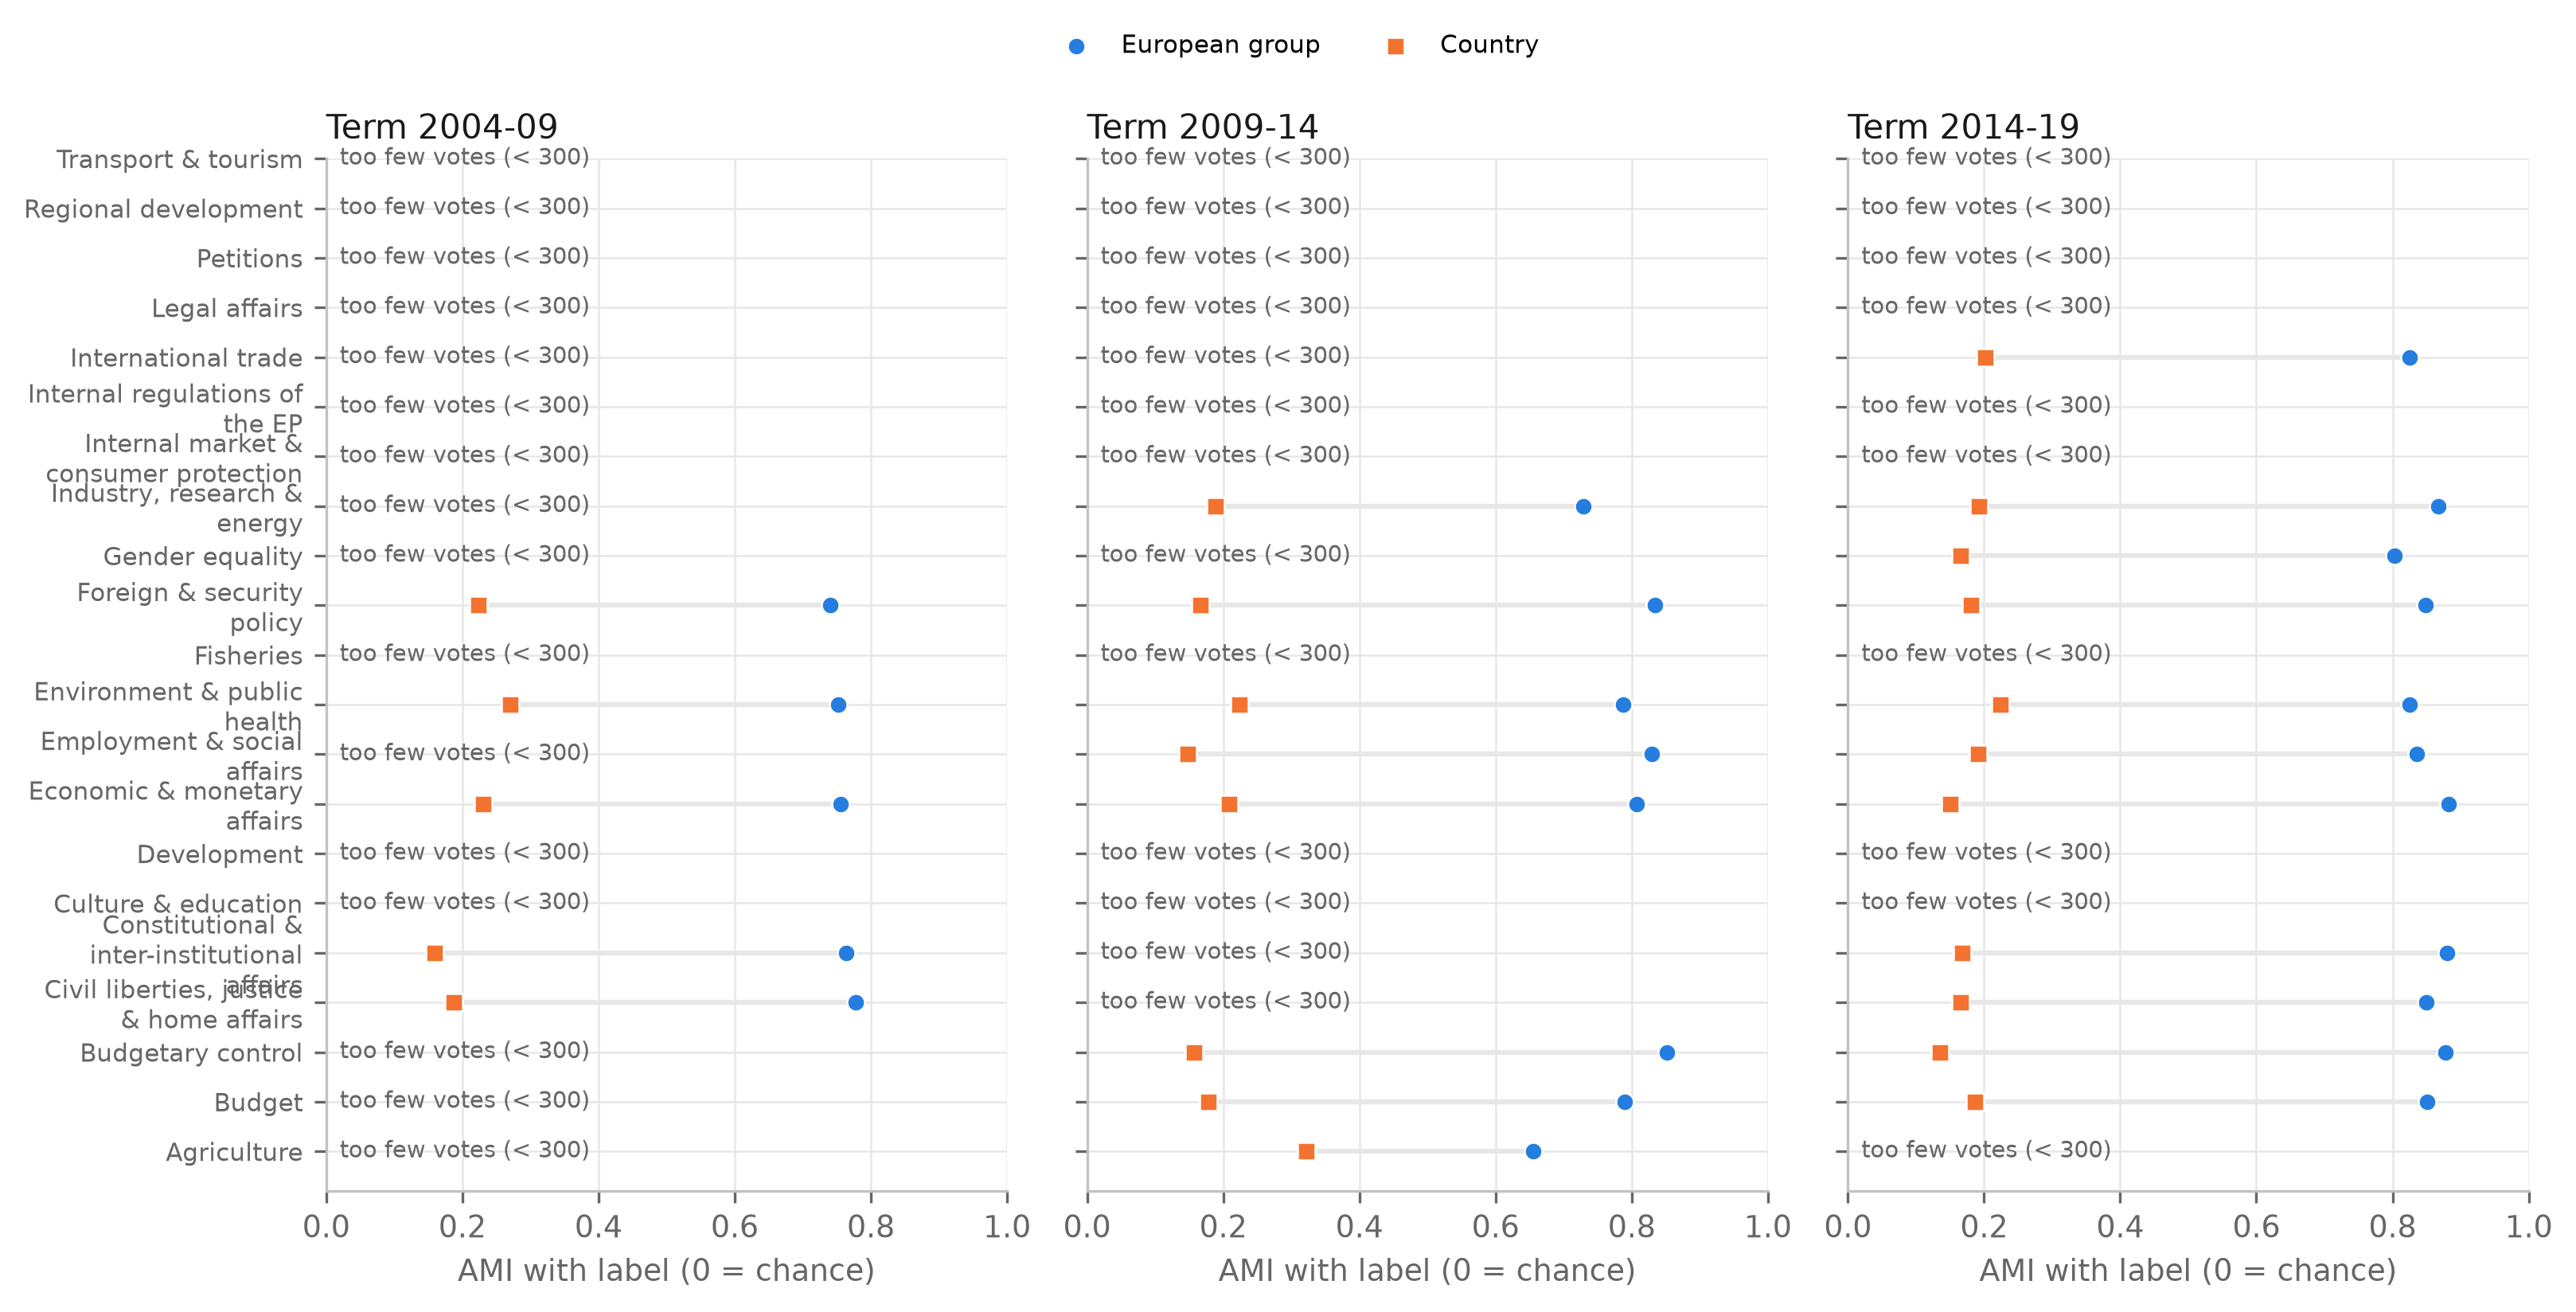 European group
Country
Term 2004-09
Term 2009-14
Term 2014-19
Transport & tourism
too few votes (< 300)
too few votes (< 300)
too few votes (< 300)
Regional development
too few votes (< 300)
too few votes (< 300)
too few votes (< 300)
Petitions
too few votes (< 300)
too few votes (< 300)
too few votes (< 300)
Legal affairs
too few votes (< 300)
too few votes (< 300)
too few votes (< 300)
International trade
too few votes (< 300)
too few votes (< 300)
Internal regulations of
the EP
too few votes (< 300)
too few votes (< 300)
too few votes (< 300)
Internal market &
consumer protection
too few votes (< 300)
too few votes (< 300)
too few votes (< 300)
Industry, research &
energy
too few votes (< 300)
Gender equality
too few votes (< 300)
too few votes (< 300)
Foreign & security
policy
Fisheries
too few votes (< 300)
too few votes (< 300)
too few votes (< 300)
Environment & public
health
Employment & social
affairs
too few votes (< 300)
Economic & monetary
affairs
Development
too few votes (< 300)
too few votes (< 300)
too few votes (< 300)
Culture & education
too few votes (< 300)
too few votes (< 300)
too few votes (< 300)
Constitutional &
inter-institutional
affairs
too few votes (< 300)
Civil liberties, justice
& home affairs
too few votes (< 300)
Budgetary control
too few votes (< 300)
Budget
too few votes (< 300)
Agriculture
too few votes (< 300)
too few votes (< 300)
0.0 0.2 0.4 0.6 0.8 1.0
0.0 0.2 0.4 0.6 0.8 1.0
0.0 0.2 0.4 0.6 0.8 1.0
AMI with label (0 = chance)
AMI with label (0 = chance)
AMI with label (0 = chance)